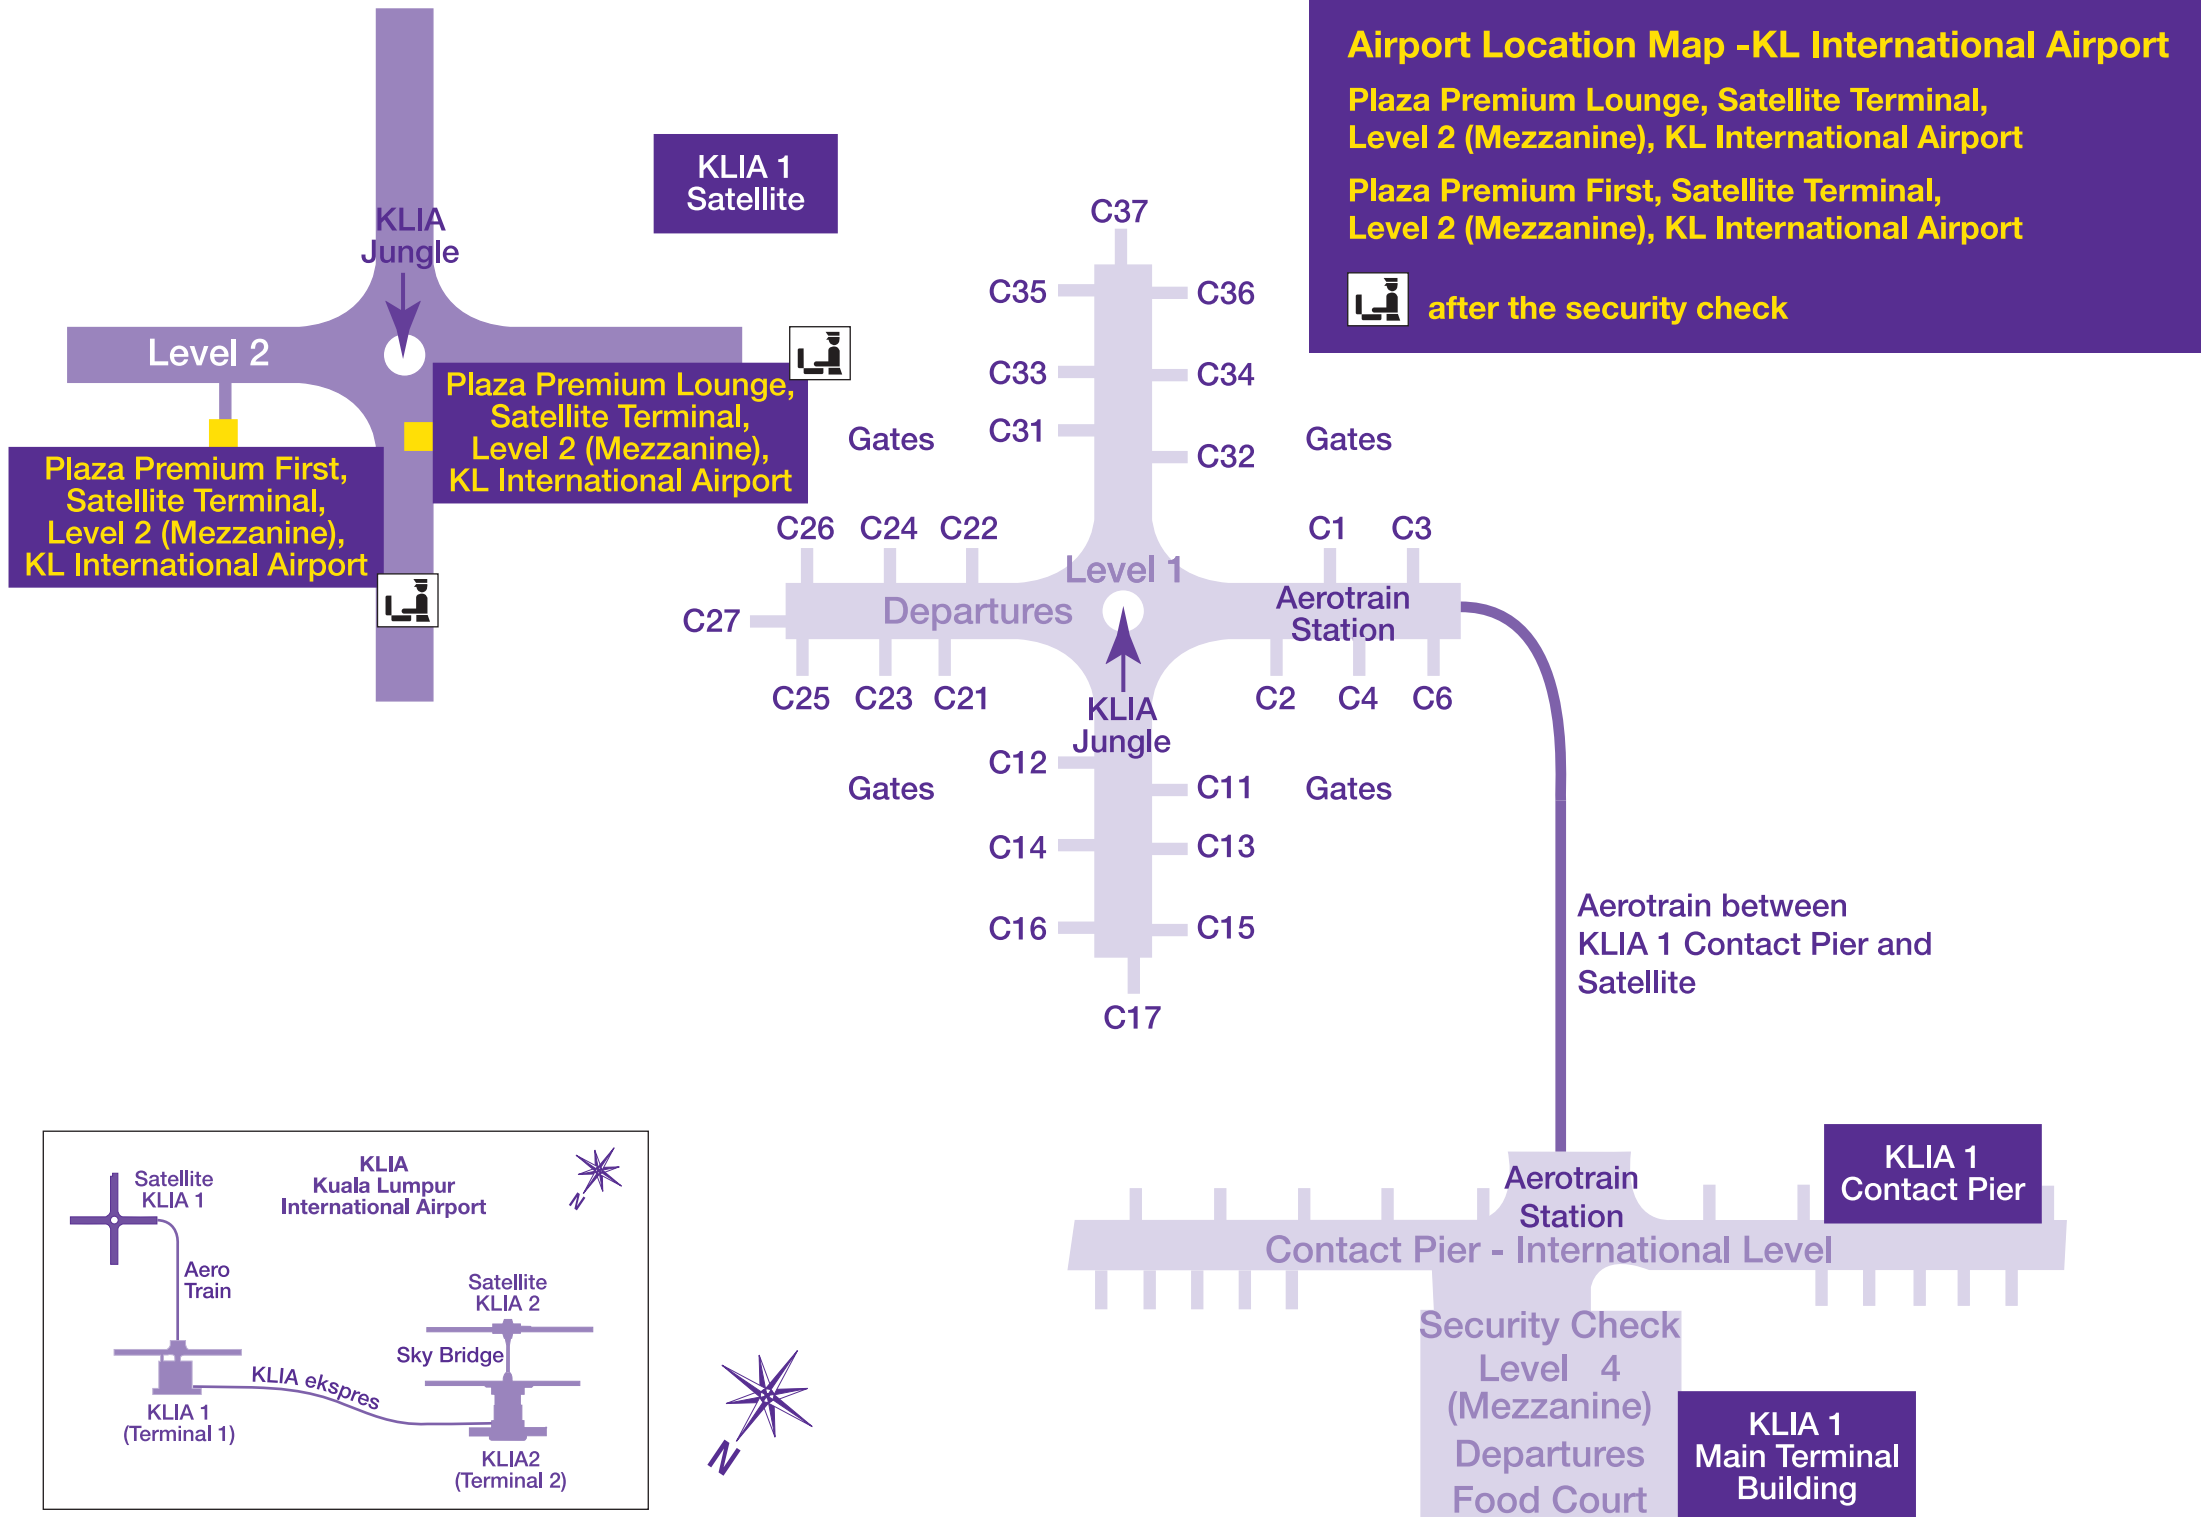 Airport Location Map -KL International Airport
Plaza Premium Lounge, Satellite Terminal,
Level 2 (Mezzanine), KL International Airport
Plaza Premium First, Satellite Terminal,
Level 2 (Mezzanine), KL International Airport
after the security check
KLIA 1
Satellite
KLIA
Jungle
Level 2
Plaza Premium Lounge,
Satellite Terminal,
Level 2 (Mezzanine),
KL International Airport
Plaza Premium First,
Satellite Terminal,
Level 2 (Mezzanine),
KL International Airport
C37
C35
C36
C33
C34
C31
C32
Gates
Gates
C26
C24
C22
C1
C3
Level 1
Departures
Aerotrain
Station
C27
C25
C23
C21
C2
C4
C6
KLIA
Jungle
C12
C11
Gates
Gates
C14
C13
C16
C15
C17
Aerotrain between
KLIA 1 Contact Pier and
Satellite
KLIA 1
Contact Pier
Aerotrain
Station
Contact Pier - International Level
Security Check
Level 4
(Mezzanine)
Departures
Food Court
KLIA 1
Main Terminal
Building
KLIA
Kuala Lumpur
International Airport
N
Satellite
KLIA 1
Aero
Train
Satellite
KLIA 2
Sky Bridge
KLIA ekspres
KLIA 1
(Terminal 1)
KLIA2
(Terminal 2)
N